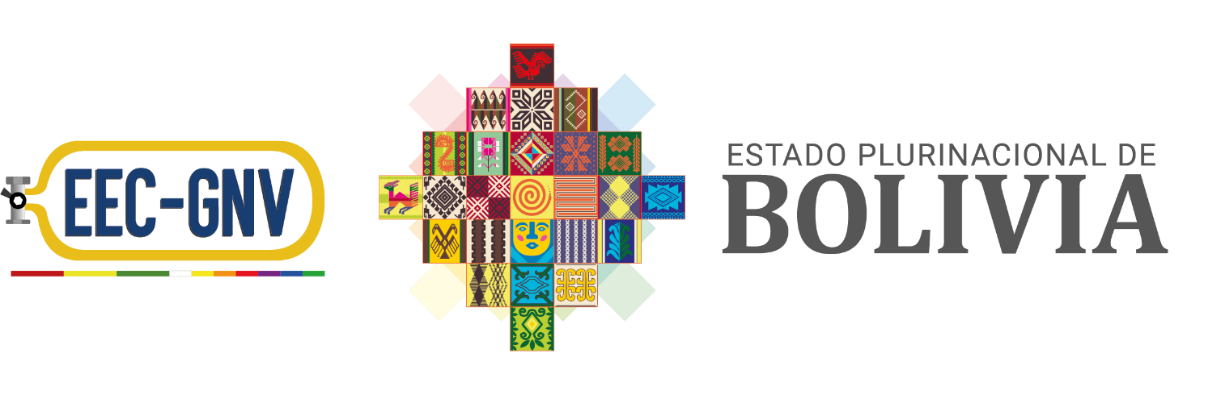 EEC-GNV
ESTADO PLURINACIONAL DE
BOLIVIA